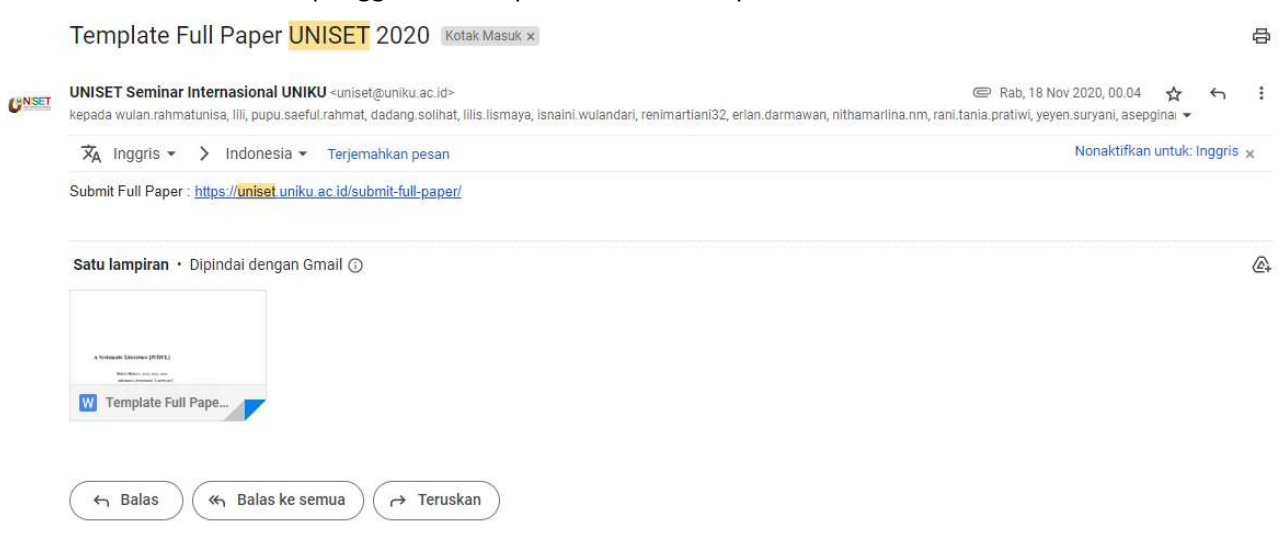 Template Full Paper UNISET 2020 Kotak Masuk x
UNISET
UNISET Seminar Internasional UNIKU <uniset@uniku.ac.id>
Rab, 18 Nov 2020, 00.04
kepada wulan.rahmatunisa, lili, pupu.saeful.rahmat, dadang.solihat, lilis.lismaya, isnaini.wulandari, renimartiani32, erlan.darmawan, nithamarlina.nm, rani.tania.pratiwi, yeyen.suryani, asepginai
Inggris > Indonesia Terjemahkan pesan
Nonaktifkan untuk: Inggris x
Submit Full Paper : https://uniset.uniku.ac.id/submit-full-paper/
Satu lampiran • Dipindai dengan Gmail
W Template Full Pape...
Balas Balas ke semua Teruskan